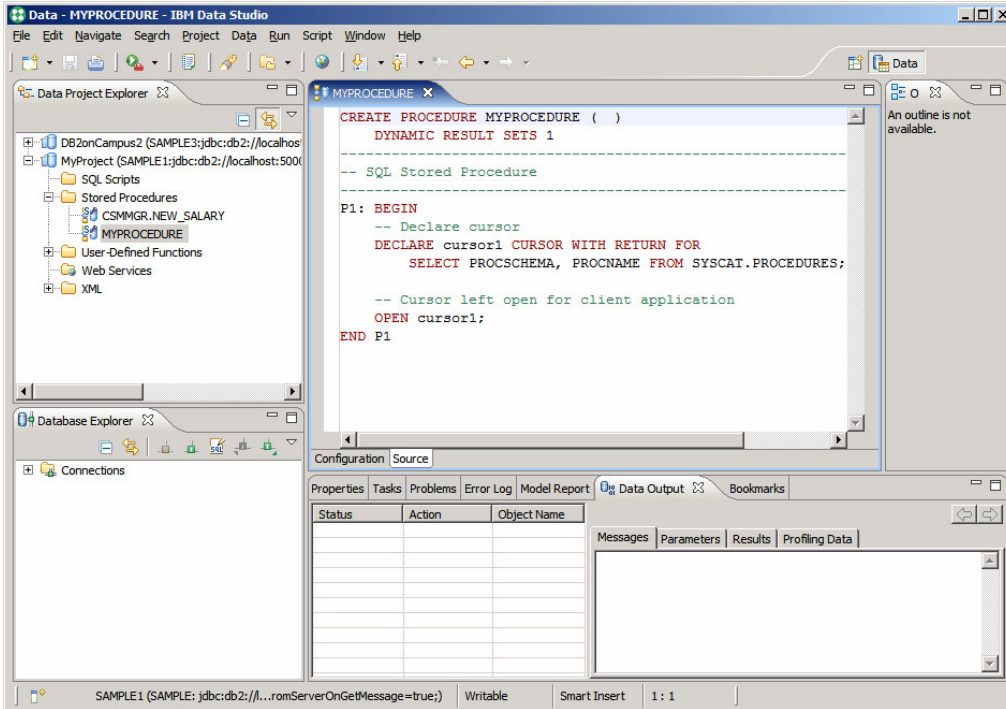 Data - MYPROCEDURE - IBM Data Studio
File Edit Navigate Search Project Data Run Script Window Help
Data
Data Project Explorer
DB2onCampus2 (SAMPLE3:jdbc:db2://localhos
MyProject (SAMPLE1:jdbc:db2://localhost:5000
SQL Scripts
Stored Procedures
CSMMGR.NEW_SALARY
MYPROCEDURE
User-Defined Functions
Web Services
XML
MYPROCEDURE
CREATE PROCEDURE MYPROCEDURE ( )
DYNAMIC RESULT SETS 1
------------------------------------------------------------------------
-- SQL Stored Procedure
------------------------------------------------------------------------
P1: BEGIN
-- Declare cursor
DECLARE cursor1 CURSOR WITH RETURN FOR
SELECT PROCSCHEMA, PROCNAME FROM SYSCAT.PROCEDURES;
-- Cursor left open for client application
OPEN cursor1;
END P1
Configuration Source
O
An outline is not
available.
Database Explorer
SQL
Connections
Properties Tasks Problems Error Log Model Report Data Output Bookmarks
Status Action Object Name
Messages Parameters Results Profiling Data
SAMPLE1 (SAMPLE: jdbc:db2://l...romServerOnGetMessage=true;) Writable Smart Insert 1 : 1